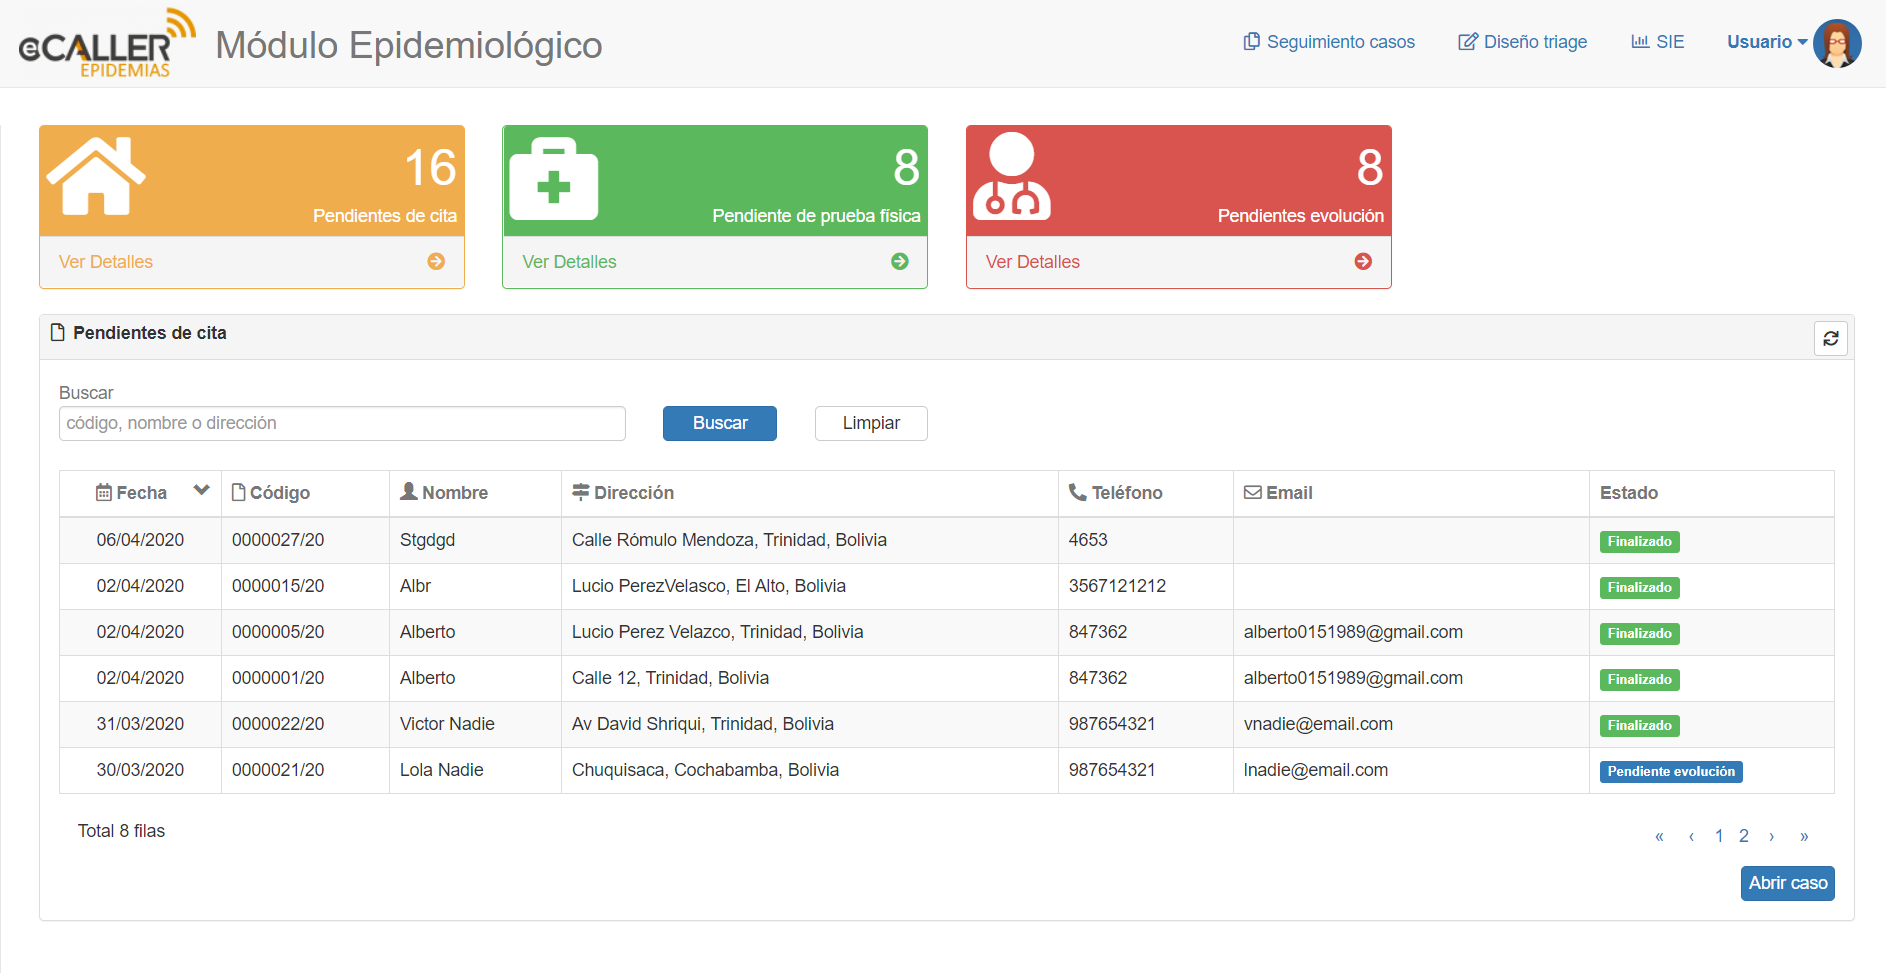 eCALLER
EPIDEMIAS
Módulo Epidemiológico
Seguimiento casos
Diseño triage
SIE
Usuario
16
Pendientes de cita
Ver Detalles
8
Pendiente de prueba física
Ver Detalles
8
Pendientes evolución
Ver Detalles
Pendientes de cita
Buscar
código, nombre o dirección
Buscar
Limpiar
Fecha Código Nombre Dirección Teléfono Email Estado
06/04/2020 0000027/20 Stgdgd Calle Rómulo Mendoza, Trinidad, Bolivia 4653 Finalizado
02/04/2020 0000015/20 Albr Lucio PerezVelasco, El Alto, Bolivia 3567121212 Finalizado
02/04/2020 0000005/20 Alberto Lucio Perez Velazco, Trinidad, Bolivia 847362 alberto0151989@gmail.com Finalizado
02/04/2020 0000001/20 Alberto Calle 12, Trinidad, Bolivia 847362 alberto0151989@gmail.com Finalizado
31/03/2020 0000022/20 Victor Nadie Av David Shriqui, Trinidad, Bolivia 987654321 vnadie@email.com Finalizado
30/03/2020 0000021/20 Lola Nadie Chuquisaca, Cochabamba, Bolivia 987654321 lnadie@email.com Pendiente evolución
Total 8 filas
« ‹ 1 2 › »
Abrir caso